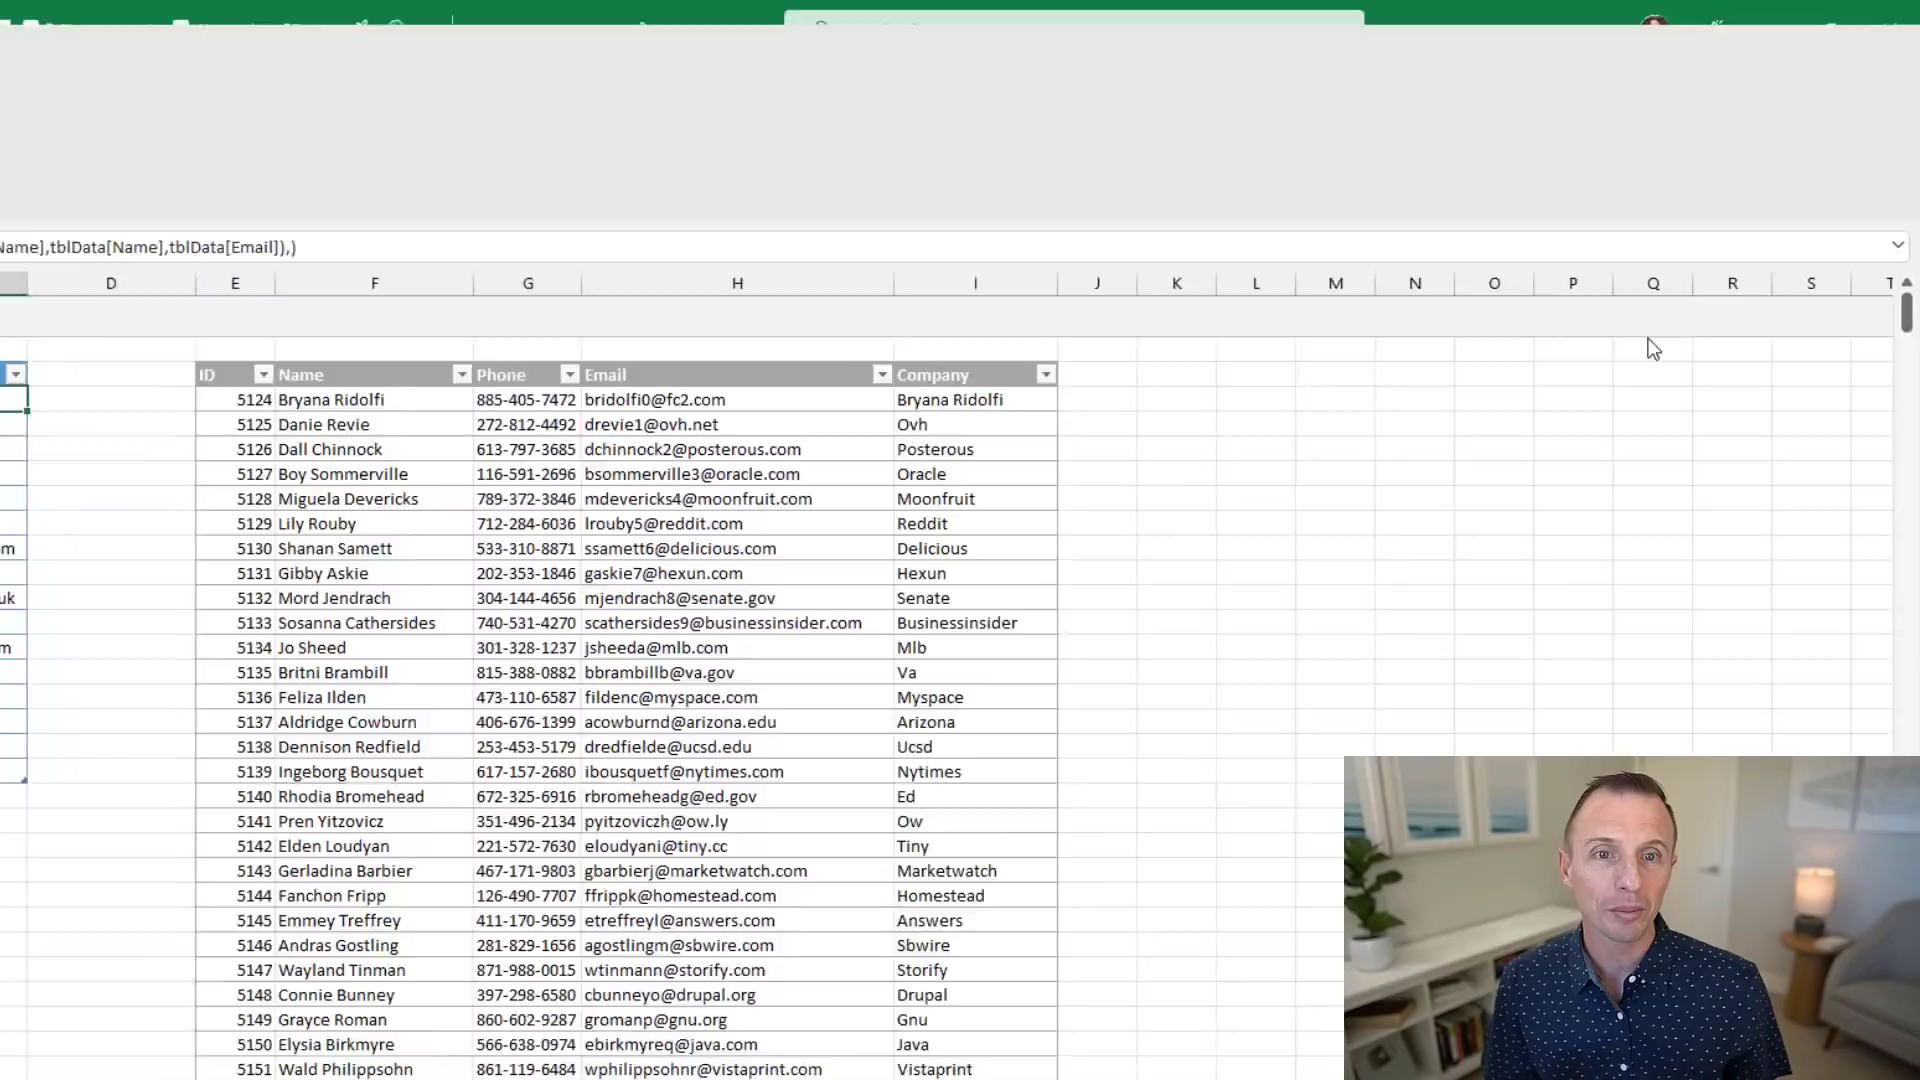 Name],tblData[Name],tblData[Email]),)
D E F G H I J K L M N O P Q R S T
ID Name Phone Email Company
5124 Bryana Ridolfi 885-405-7472 bridolfi0@fc2.com Bryana Ridolfi
5125 Danie Revie 272-812-4492 drevie1@ovh.net Ovh
5126 Dall Chinnock 613-797-3685 dchinnock2@posterous.com Posterous
5127 Boy Sommerville 116-591-2696 bsommerville3@oracle.com Oracle
5128 Miguela Devericks 789-372-3846 mdevericks4@moonfruit.com Moonfruit
5129 Lily Rouby 712-284-6036 lrouby5@reddit.com Reddit
m 5130 Shanan Samett 533-310-8871 ssamett6@delicious.com Delicious
5131 Gibby Askie 202-353-1846 gaskie7@hexun.com Hexun
uk 5132 Mord Jendrach 304-144-4656 mjendrach8@senate.gov Senate
5133 Sosanna Cathersides 740-531-4270 scathersides9@businessinsider.com Businessinsider
m 5134 Jo Sheed 301-328-1237 jsheeda@mlb.com Mlb
5135 Britni Brambill 815-388-0882 bbrambillb@va.gov Va
5136 Feliza Ilden 473-110-6587 fildenc@myspace.com Myspace
5137 Aldridge Cowburn 406-676-1399 acowburnd@arizona.edu Arizona
5138 Dennison Redfield 253-453-5179 dredfielde@ucsd.edu Ucsd
5139 Ingeborg Bousquet 617-157-2680 ibousquetf@nytimes.com Nytimes
5140 Rhodia Bromehead 672-325-6916 rbromeheadg@ed.gov Ed
5141 Pren Yitzovicz 351-496-2134 pyitzoviczh@ow.ly Ow
5142 Elden Loudyan 221-572-7630 eloudyani@tiny.cc Tiny
5143 Gerladina Barbier 467-171-9803 gbarbierj@marketwatch.com Marketwatch
5144 Fanchon Fripp 126-490-7707 ffrippk@homestead.com Homestead
5145 Emmey Treffrey 411-170-9659 etreffreyl@answers.com Answers
5146 Andras Gostling 281-829-1656 agostlingm@sbwire.com Sbwire
5147 Wayland Tinman 871-988-0015 wtinmann@storify.com Storify
5148 Connie Bunney 397-298-6580 cbunneyo@drupal.org Drupal
5149 Grayce Roman 860-602-9287 gromanp@gnu.org Gnu
5150 Elysia Birkmyre 566-638-0974 ebirkmyreq@java.com Java
5151 Wald Philippsohn 861-119-6484 wphilippsohnr@vistaprint.com Vistaprint